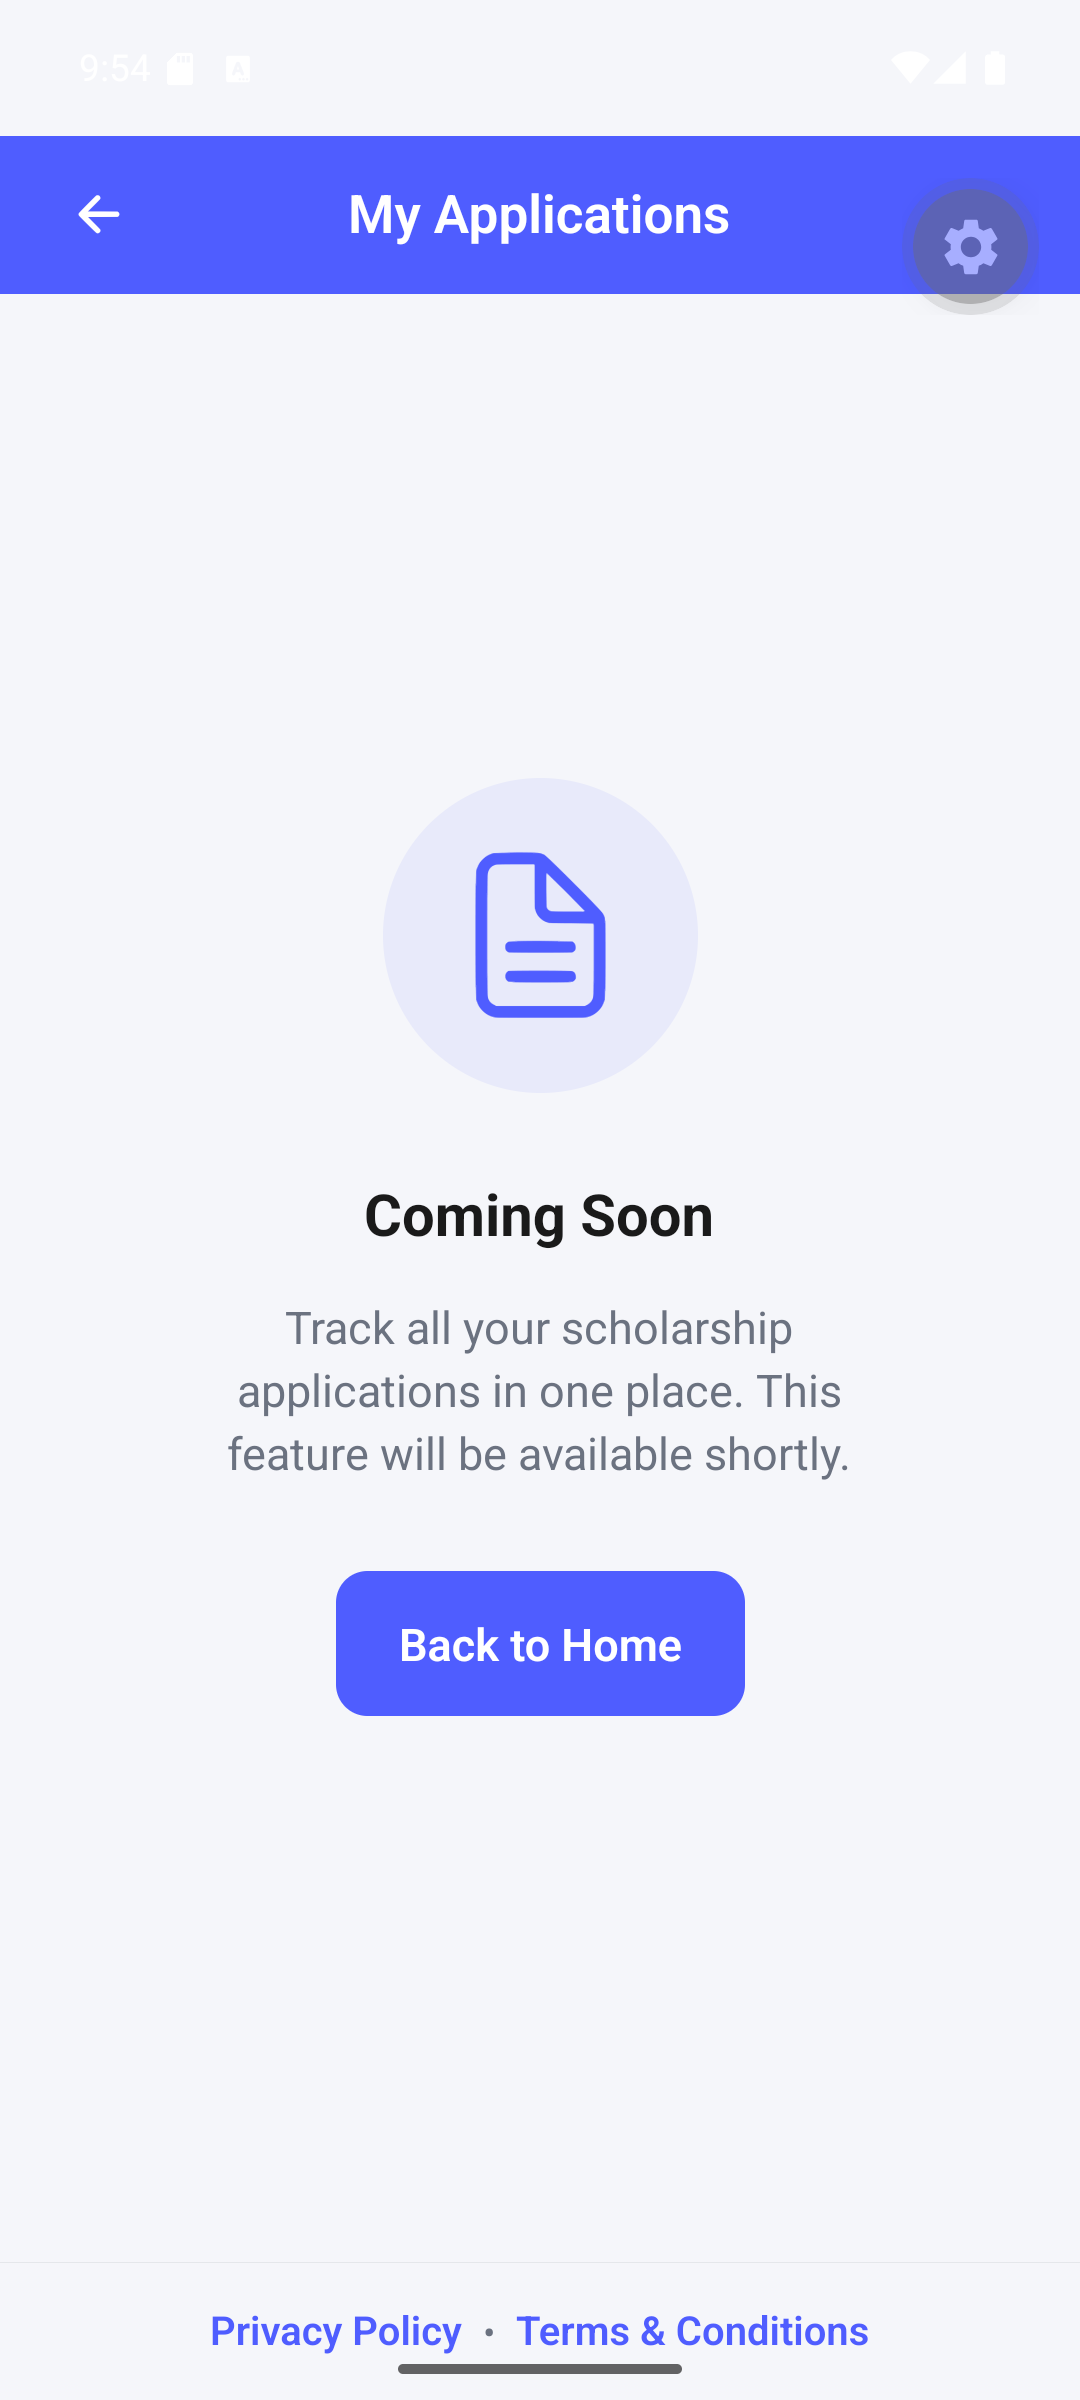 9:54
My Applications
Coming Soon
Track all your scholarship
applications in one place. This
feature will be available shortly.
Back to Home
Privacy Policy • Terms & Conditions